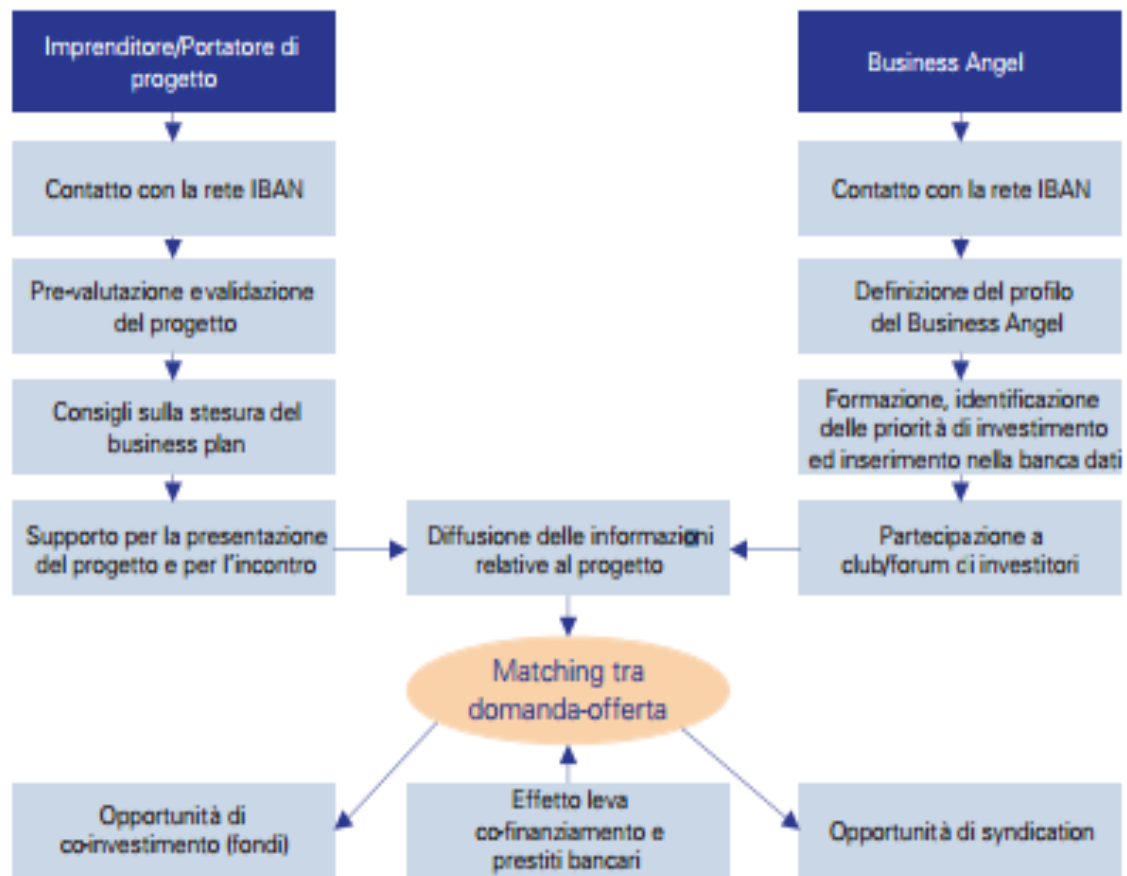 Imprenditore/Portatore di
progetto
Business Angel
Contatto con la rete IBAN
Contatto con la rete IBAN
Pre-valutazione e validazione
del progetto
Definizione del profilo
del Business Angel
Consigli sulla stesura del
business plan
Formazione, identificazione
delle priorità di investimento
ed inserimento nella banca dati
Supporto per la presentazione
del progetto e per l'incontro
Diffusione delle informazioni
relative al progetto
Partecipazione a
club/forum di investitori
Matching tra
domanda-offerta
Opportunità di
co-investimento (fondi)
Effetto leva
co-finanziamento e
prestiti bancari
Opportunità di syndication